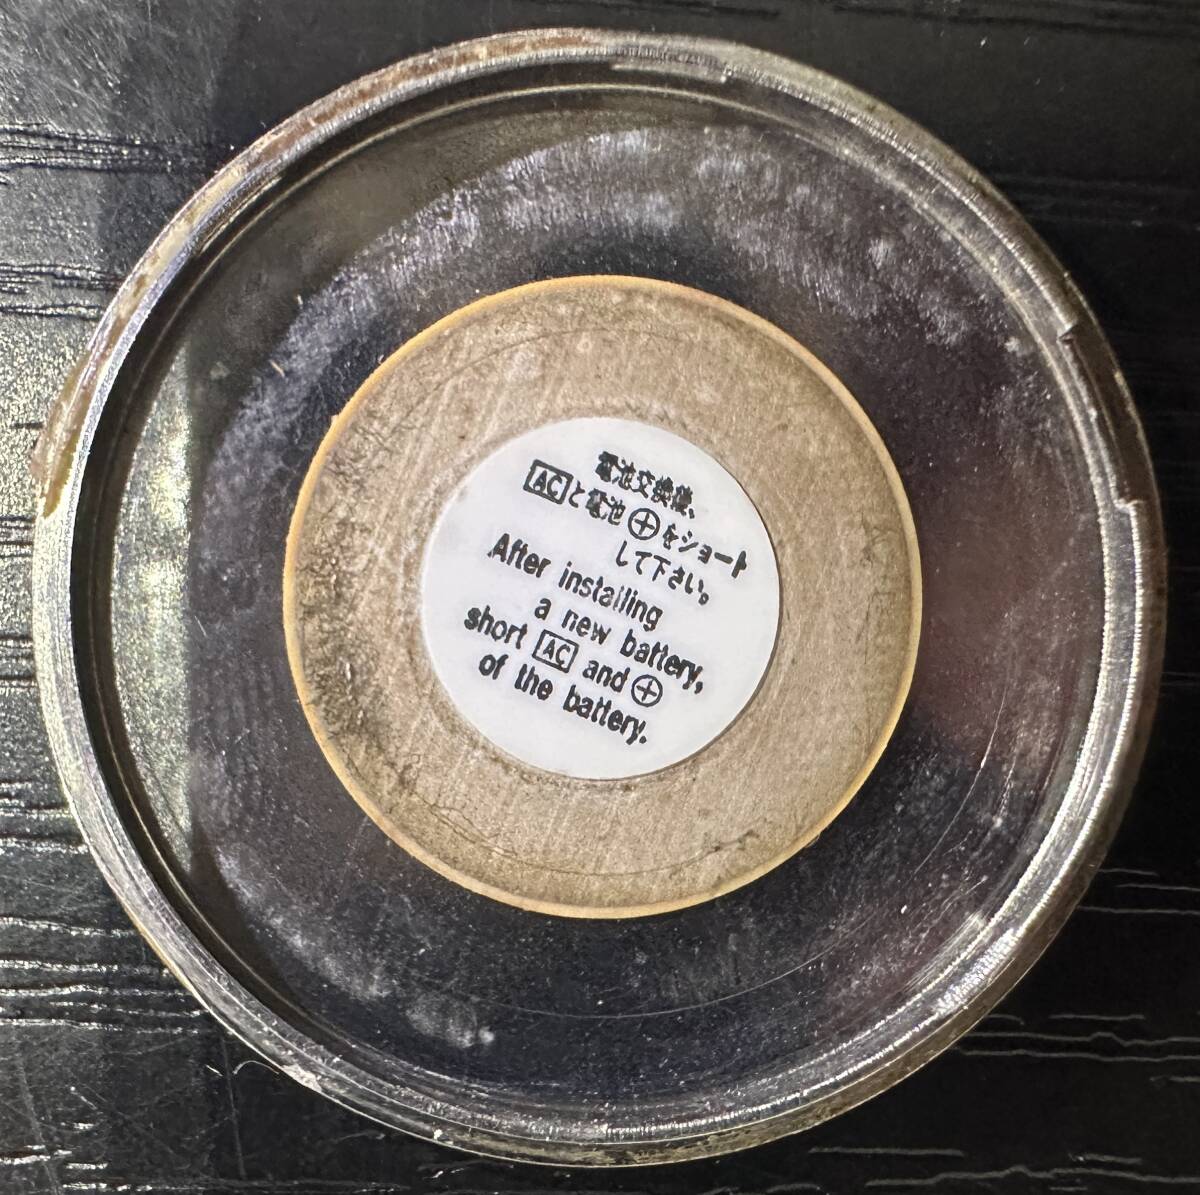 電池交換後、
ACと電池⊕をショート
して下さい。
After installing
a new battery,
short AC and ⊕
of the battery.